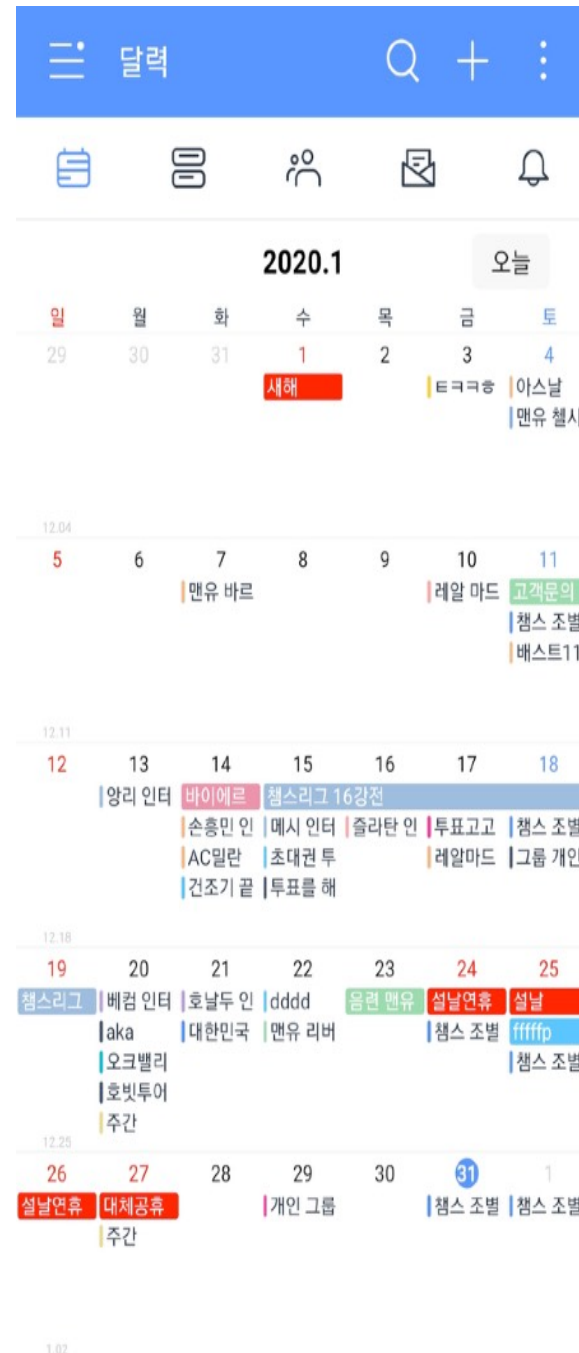 달력
2020.1
오늘
일 월 화 수 목 금 토
29 30 31 1 2 3 4
새해 ㅌㅋㅋㅎ 아스날
맨유 첼시
12.04
5 6 7 8 9 10 11
맨유 바르 레알 마드 고객문의
챔스 조별
배스트11
12.11
12 13 14 15 16 17 18
앙리 인터 바이에르 챔스리그 16강전
손흥민 인 메시 인터 즐라탄 인 투표고고 챔스 조별
AC밀란 초대권 투 레알마드 그룹 개인
건조기 끝 투표를 해
12.18
19 20 21 22 23 24 25
챔스리그 베컴 인터 호날두 인 dddd 음련 맨유 설날연휴 설날
aka 대한민국 맨유 리버 챔스 조별 fffffp
오크밸리 챔스 조별
호빗투어
주간
12.25
26 27 28 29 30 31 1
설날연휴 대체공휴 개인 그룹 챔스 조별 챔스 조별
주간
1.02